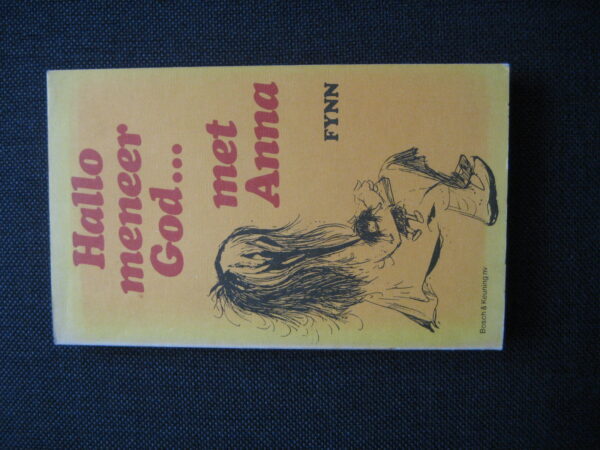 Hallo
meneer
God...
met
Anna
FYNN
Bosch & Keuning nv